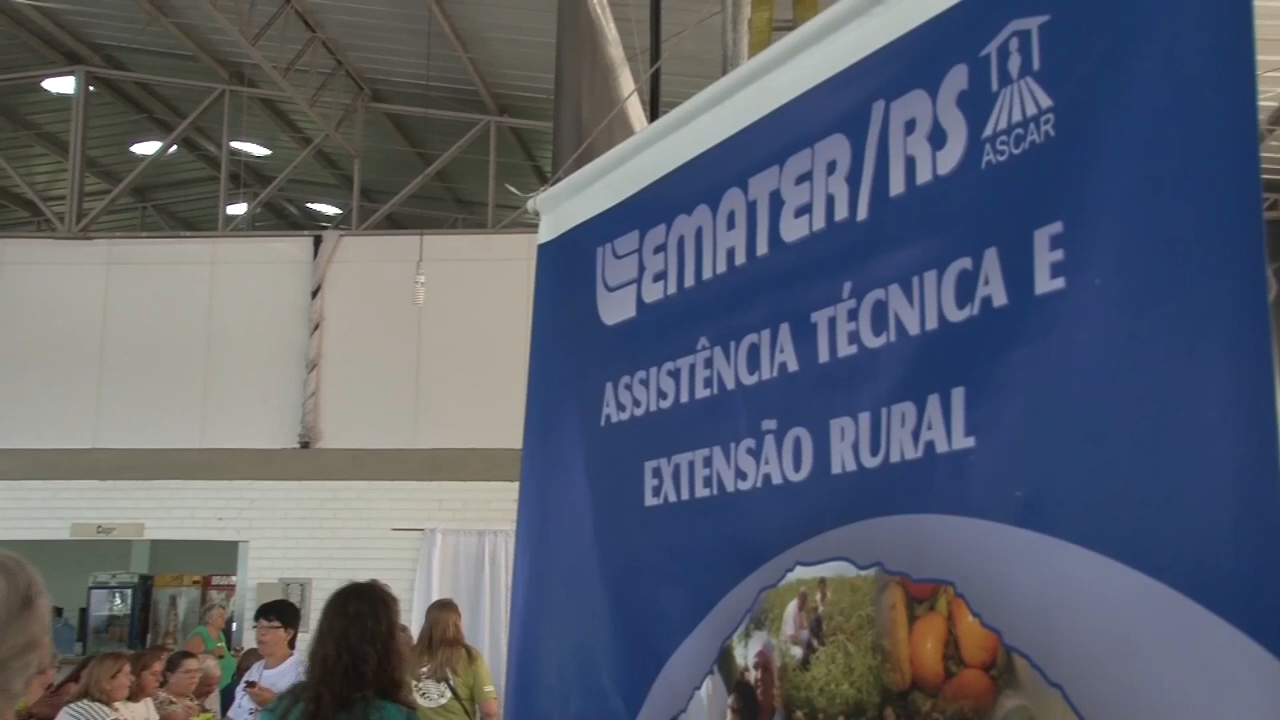 EMATER/RS
ASCAR
ASSISTÊNCIA TÉCNICA E
EXTENSÃO RURAL